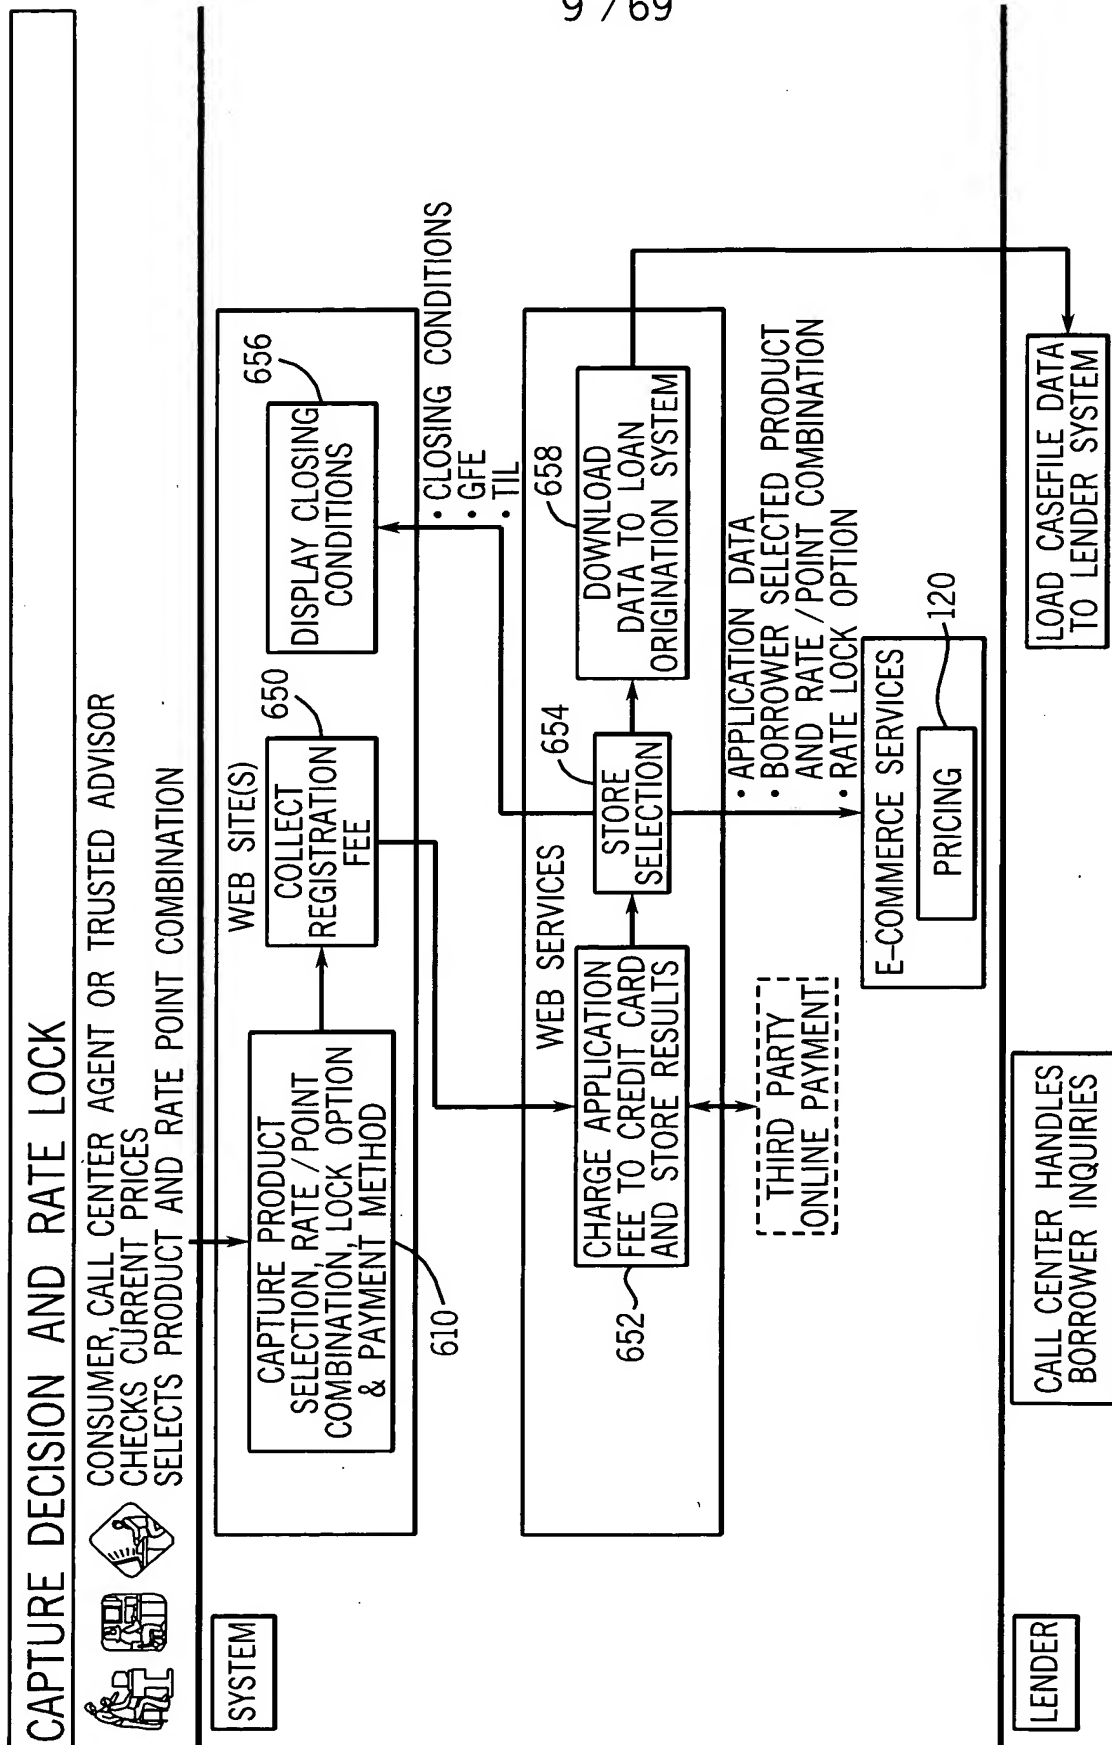 9 / 69
CAPTURE DECISION AND RATE LOCK
CONSUMER, CALL CENTER AGENT OR TRUSTED ADVISOR
CHECKS CURRENT PRICES
SELECTS PRODUCT AND RATE POINT COMBINATION
SYSTEM
WEB SITE(S)
CAPTURE PRODUCT
SELECTION, RATE / POINT
COMBINATION, LOCK OPTION
& PAYMENT METHOD
610
COLLECT
REGISTRATION
FEE
650
DISPLAY CLOSING
CONDITIONS
656
• CLOSING CONDITIONS
• GFE
• TIL
WEB SERVICES
CHARGE APPLICATION
FEE TO CREDIT CARD
AND STORE RESULTS
652
STORE
SELECTION
654
DOWNLOAD
DATA TO LOAN
ORIGINATION SYSTEM
658
THIRD PARTY
ONLINE PAYMENT
• APPLICATION DATA
• BORROWER SELECTED PRODUCT
AND RATE / POINT COMBINATION
• RATE LOCK OPTION
E–COMMERCE SERVICES
PRICING
120
LENDER
CALL CENTER HANDLES
BORROWER INQUIRIES
LOAD CASEFILE DATA
TO LENDER SYSTEM